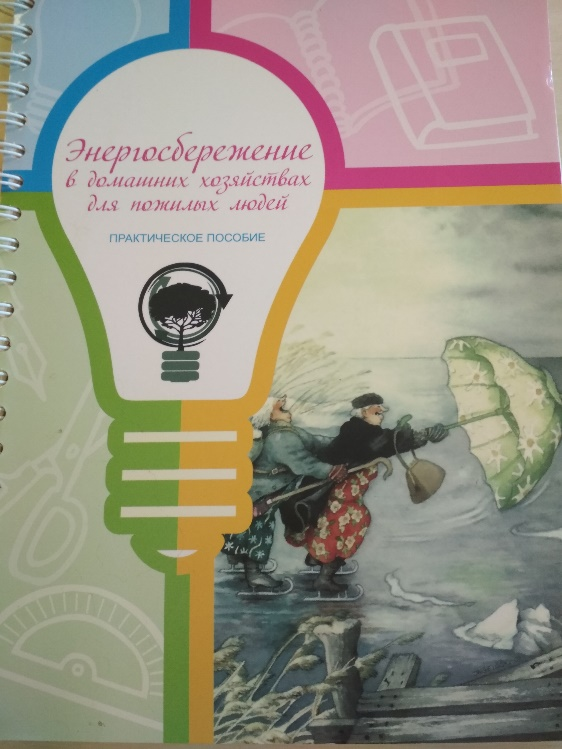 Энергосбережение
в домашних хозяйствах
для пожилых людей
ПРАКТИЧЕСКОЕ ПОСОБИЕ